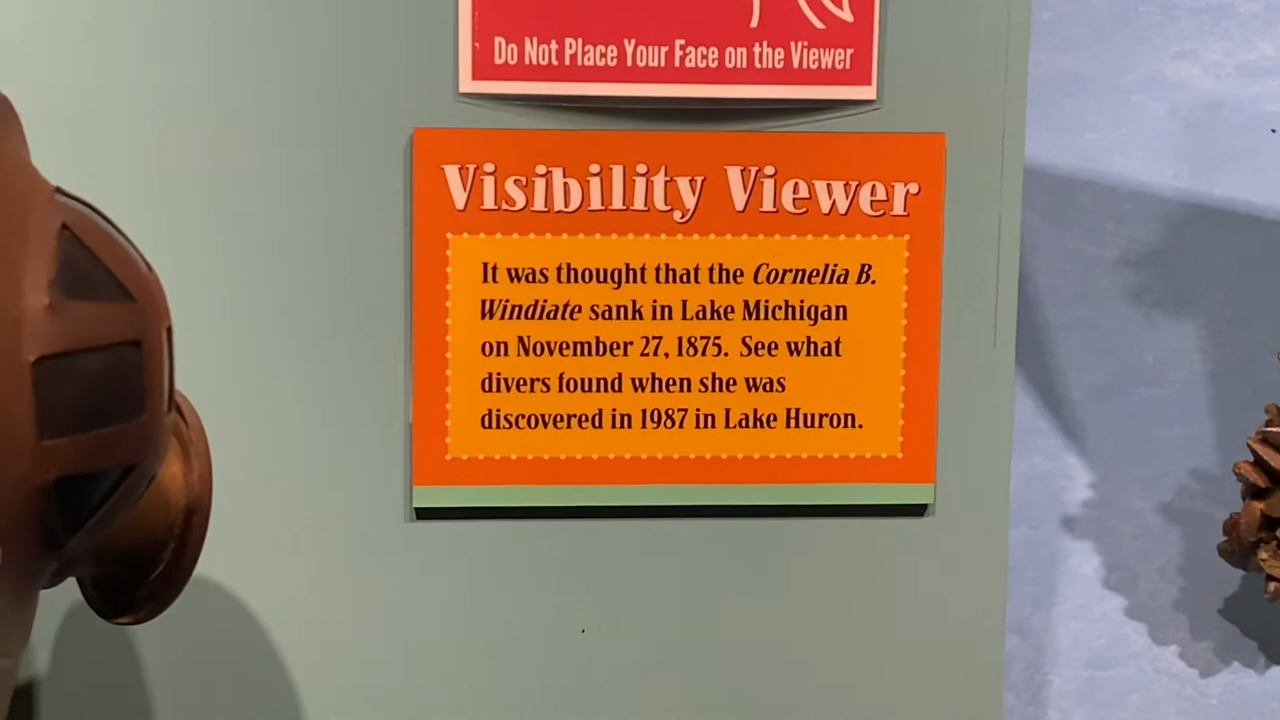 Do Not Place Your Face on the Viewer
Visibility Viewer
It was thought that the Cornelia B.
Windiate sank in Lake Michigan
on November 27, 1875. See what
divers found when she was
discovered in 1987 in Lake Huron.